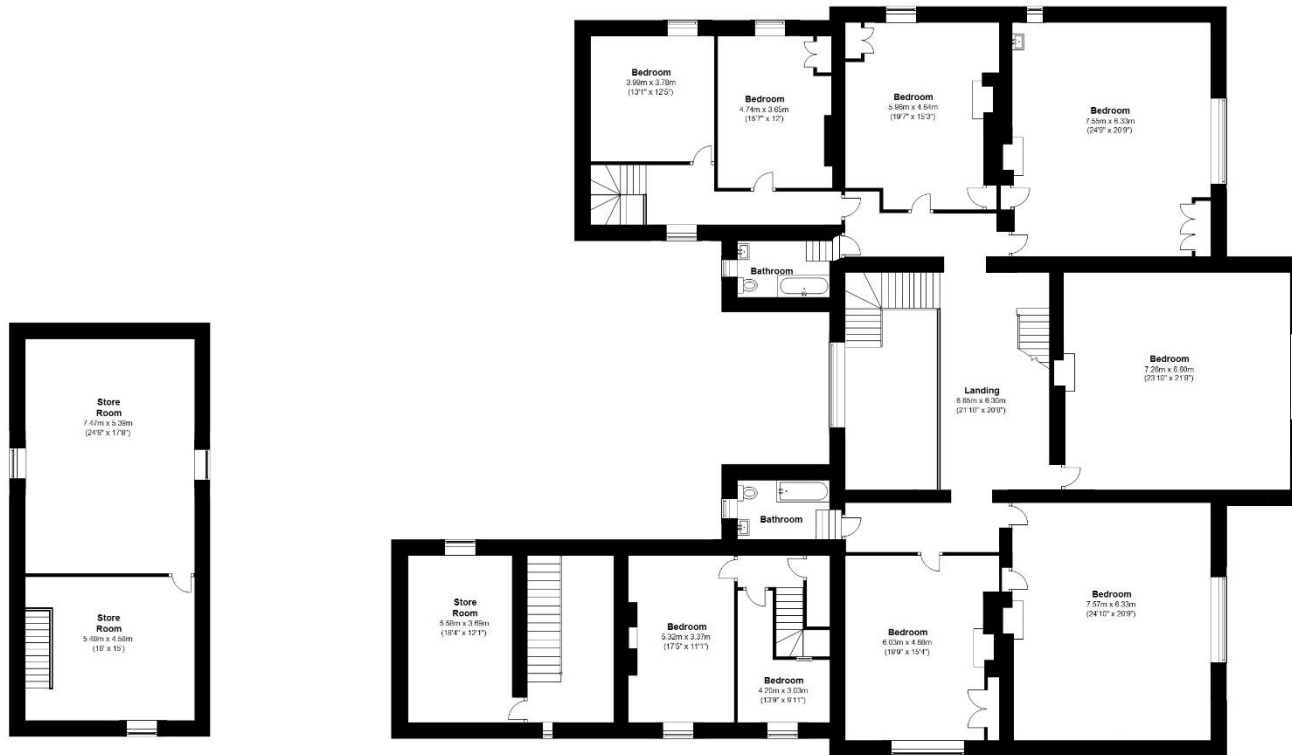 Bedroom
3.99m x 3.78m
(13'1" x 12'5")
Bedroom
4.74m x 3.65m
(15'7" x 12')
Bedroom
5.96m x 4.64m
(19'7" x 15'3")
Bedroom
7.55m x 6.33m
(24'9" x 20'9")
Bathroom
Bedroom
7.26m x 6.60m
(23'10" x 21'8")
Landing
6.65m x 6.30m
(21'10" x 20'8")
Store
Room
7.47m x 5.39m
(24'6" x 17'8")
Store
Room
5.48m x 4.58m
(18' x 15')
Bathroom
Store
Room
5.58m x 3.69m
(18'4" x 12'1")
Bedroom
5.32m x 3.37m
(17'5" x 11'1")
Bedroom
4.20m x 3.03m
(13'9" x 9'11")
Bedroom
6.03m x 4.68m
(19'9" x 15'4")
Bedroom
7.57m x 6.33m
(24'10" x 20'9")